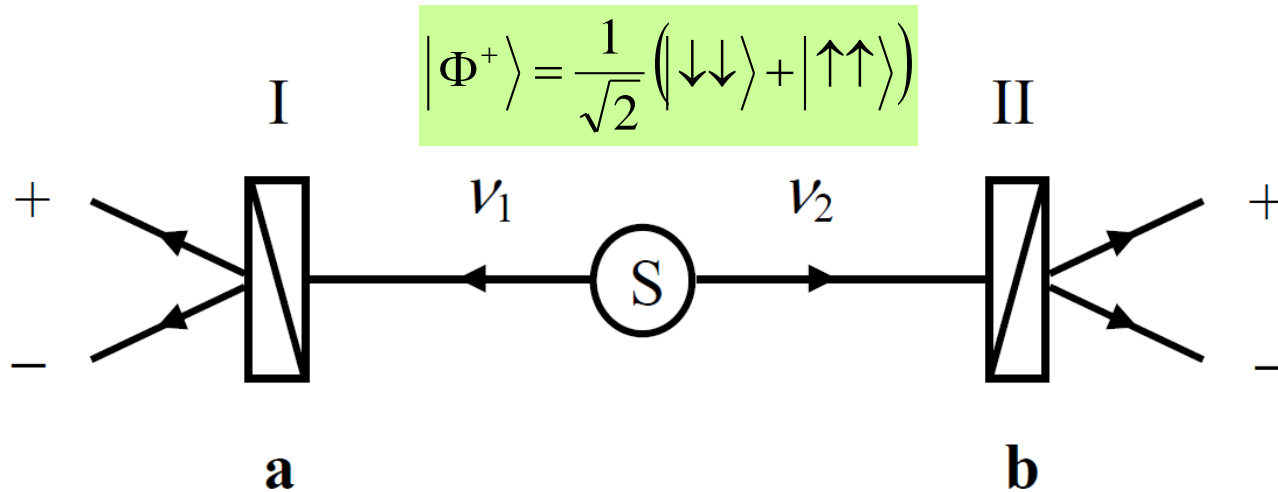 |Φ⁺⟩ = 1/√2 (|↓↓⟩ + |↑↑⟩)
I II
+ ν₁ ν₂ +
S
− −
a b